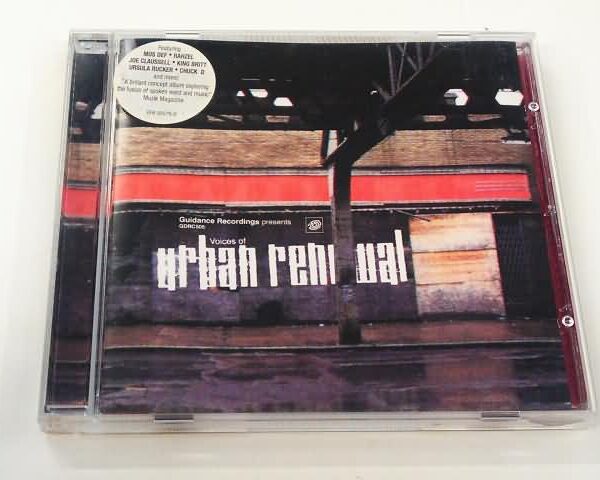 Featuring
MOS DEF • RAHZEL
JOE CLAUSSELL • KING BRITT
URSULA RUCKER • CHUCK D
and more!
"A brilliant concept album exploring
the fusion of spoken word and music"
Muzik Magazine
Guidance Recordings presents
GDRC505
Voices of
urban renewal